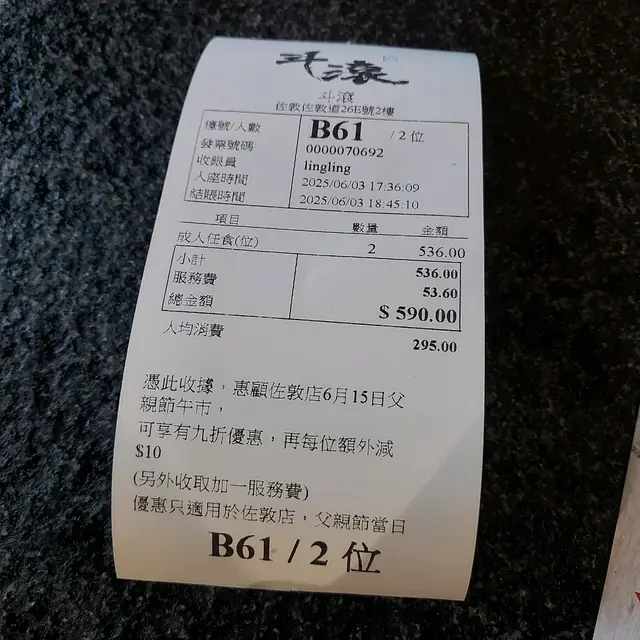 斗滾
斗滾
佐敦佐敦道26E號2樓
檯號/人數 B61 / 2 位
發票號碼 0000070692
收銀員 lingling
入座時間 2025/06/03 17:36:09
結賬時間 2025/06/03 18:45:10
項目 數量 金額
成人任食(位) 2 536.00
小計 536.00
服務費 53.60
總金額 $ 590.00
人均消費 295.00
憑此收據，惠顧佐敦店6月15日父
親節午市，
可享有九折優惠，再每位額外減
$10
(另外收取加一服務費)
優惠只適用於佐敦店，父親節當日
B61 / 2 位